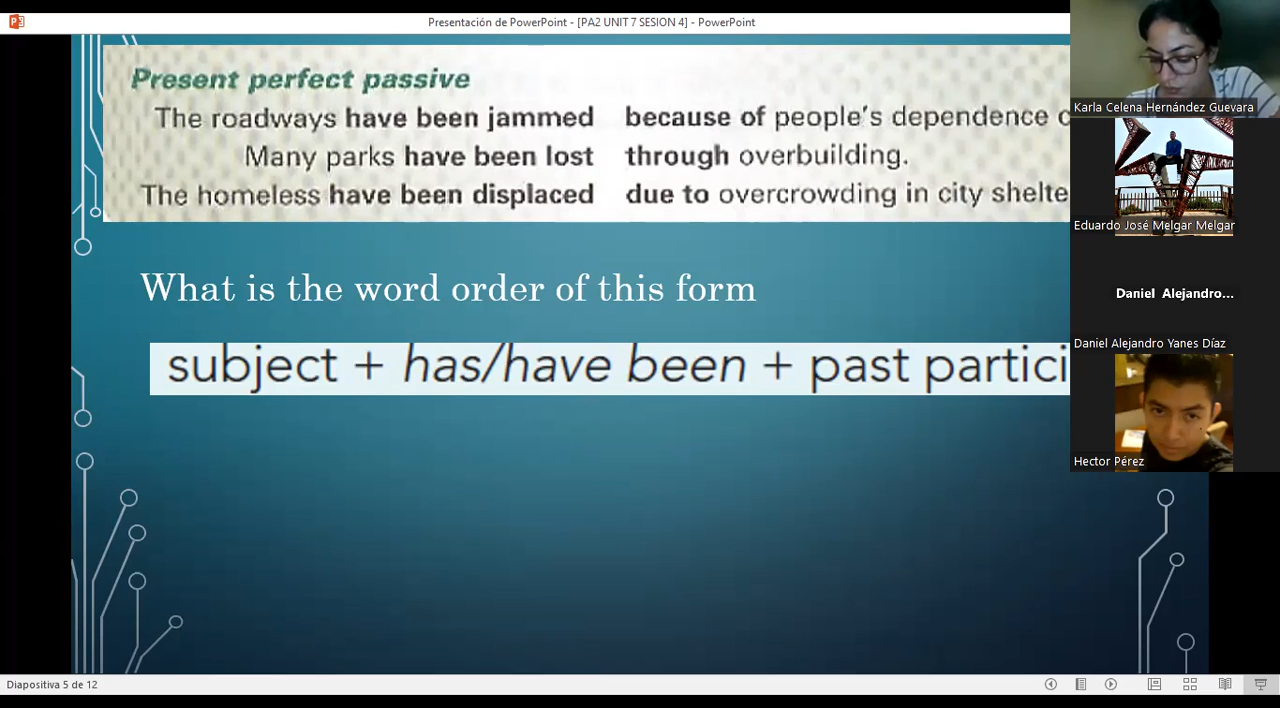 Presentación de PowerPoint - [PA2 UNIT 7 SESION 4] - PowerPoint
Present perfect passive
The roadways have been jammed because of people's dependence
Many parks have been lost through overbuilding.
The homeless have been displaced due to overcrowding in city
What is the word order of this form
subject + has/have been + past
Karla Celena Hernández Guevara
Eduardo José Melgar Melgar
Daniel Alejandro...
Daniel Alejandro Yanes Díaz
Hector Pérez
Diapositiva 5 de 12